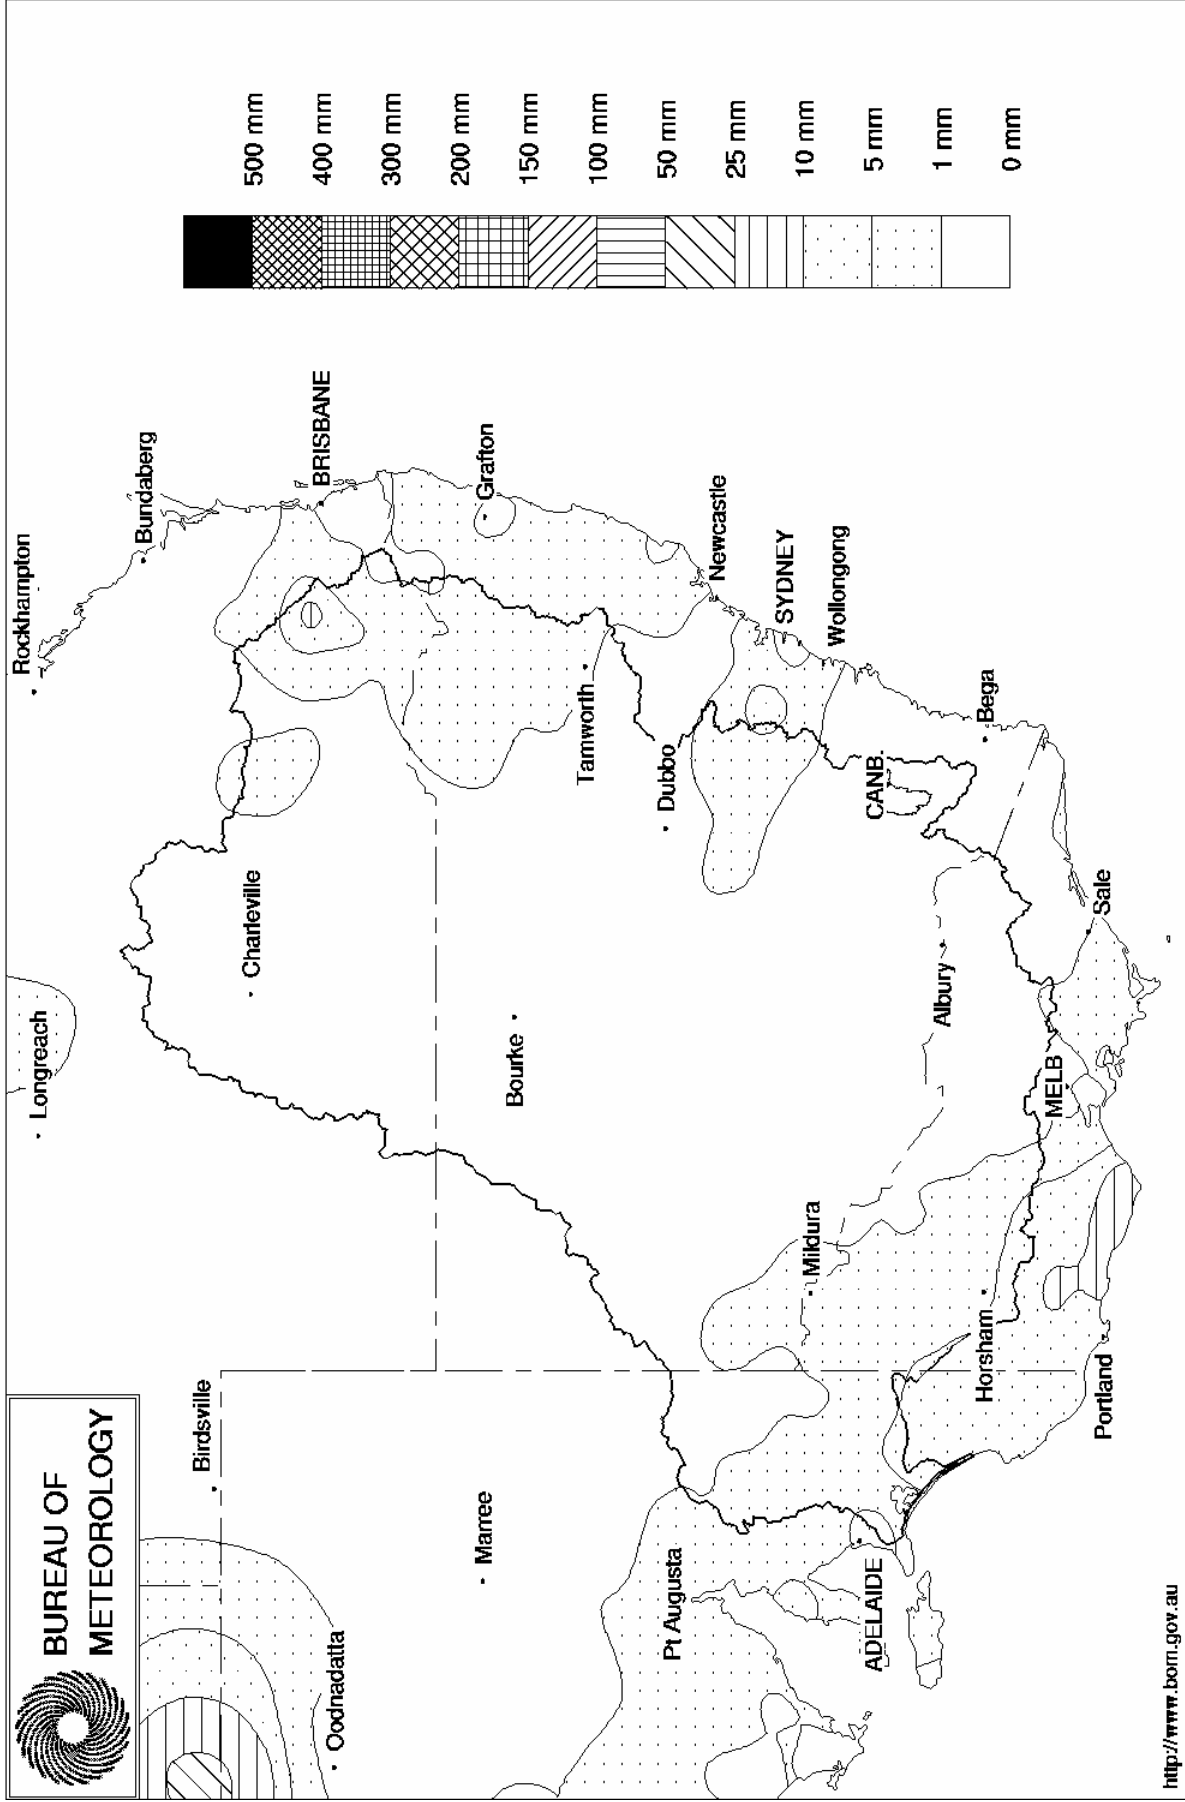 BUREAU OF
METEOROLOGY
Longreach
Rockhampton
Bundaberg
Birdsville
Charleville
BRISBANE
Oodnadatta
Marree
Bourke
Grafton
Pt Augusta
Tamworth
Dubbo
Newcastle
Mildura
SYDNEY
Wollongong
ADELAIDE
CANB.
Albury
Horsham
Bega
MELB
Sale
Portland
500 mm
400 mm
300 mm
200 mm
150 mm
100 mm
50 mm
25 mm
10 mm
5 mm
1 mm
0 mm
http://www.bom.gov.au